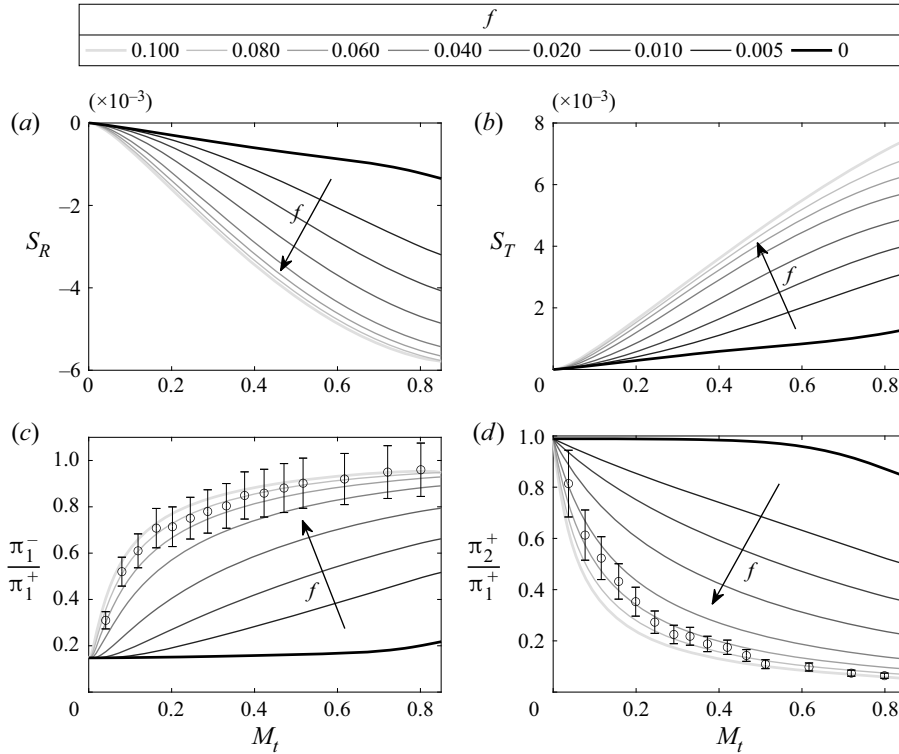 f
0.100 0.080 0.060 0.040 0.020 0.010 0.005 0
(a) (×10⁻³)
0
−2
−4
−6
S_R
f
0 0.2 0.4 0.6 0.8
(b) (×10⁻³)
8
6
4
2
S_T
f
0 0.2 0.4 0.6 0.8
(c)
1.0
0.8
0.6
0.4
0.2
π₁⁻
π₁⁺
f
0 0.2 0.4 0.6 0.8
M_t
(d)
1.0
0.8
0.6
0.4
0.2
π₂⁺
π₁⁺
f
0 0.2 0.4 0.6 0.8
M_t